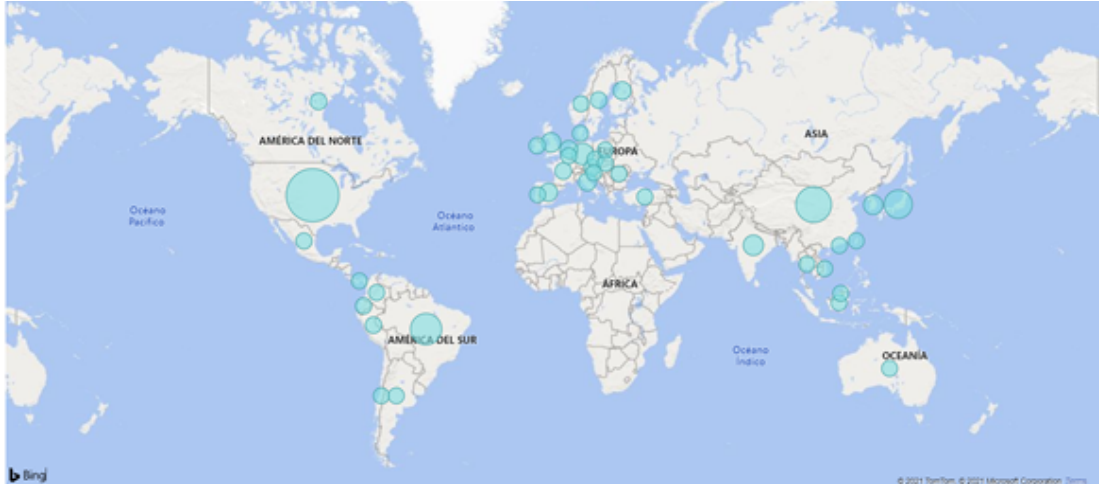 AMÉRICA DEL NORTE
ASIA
EUROPA
Océano
Pacífico
Océano
Atlántico
ÁFRICA
AMÉRICA DEL SUR
Océano
Índico
OCEANÍA
Bing
© 2021 TomTom, © 2021 Microsoft Corporation Terms